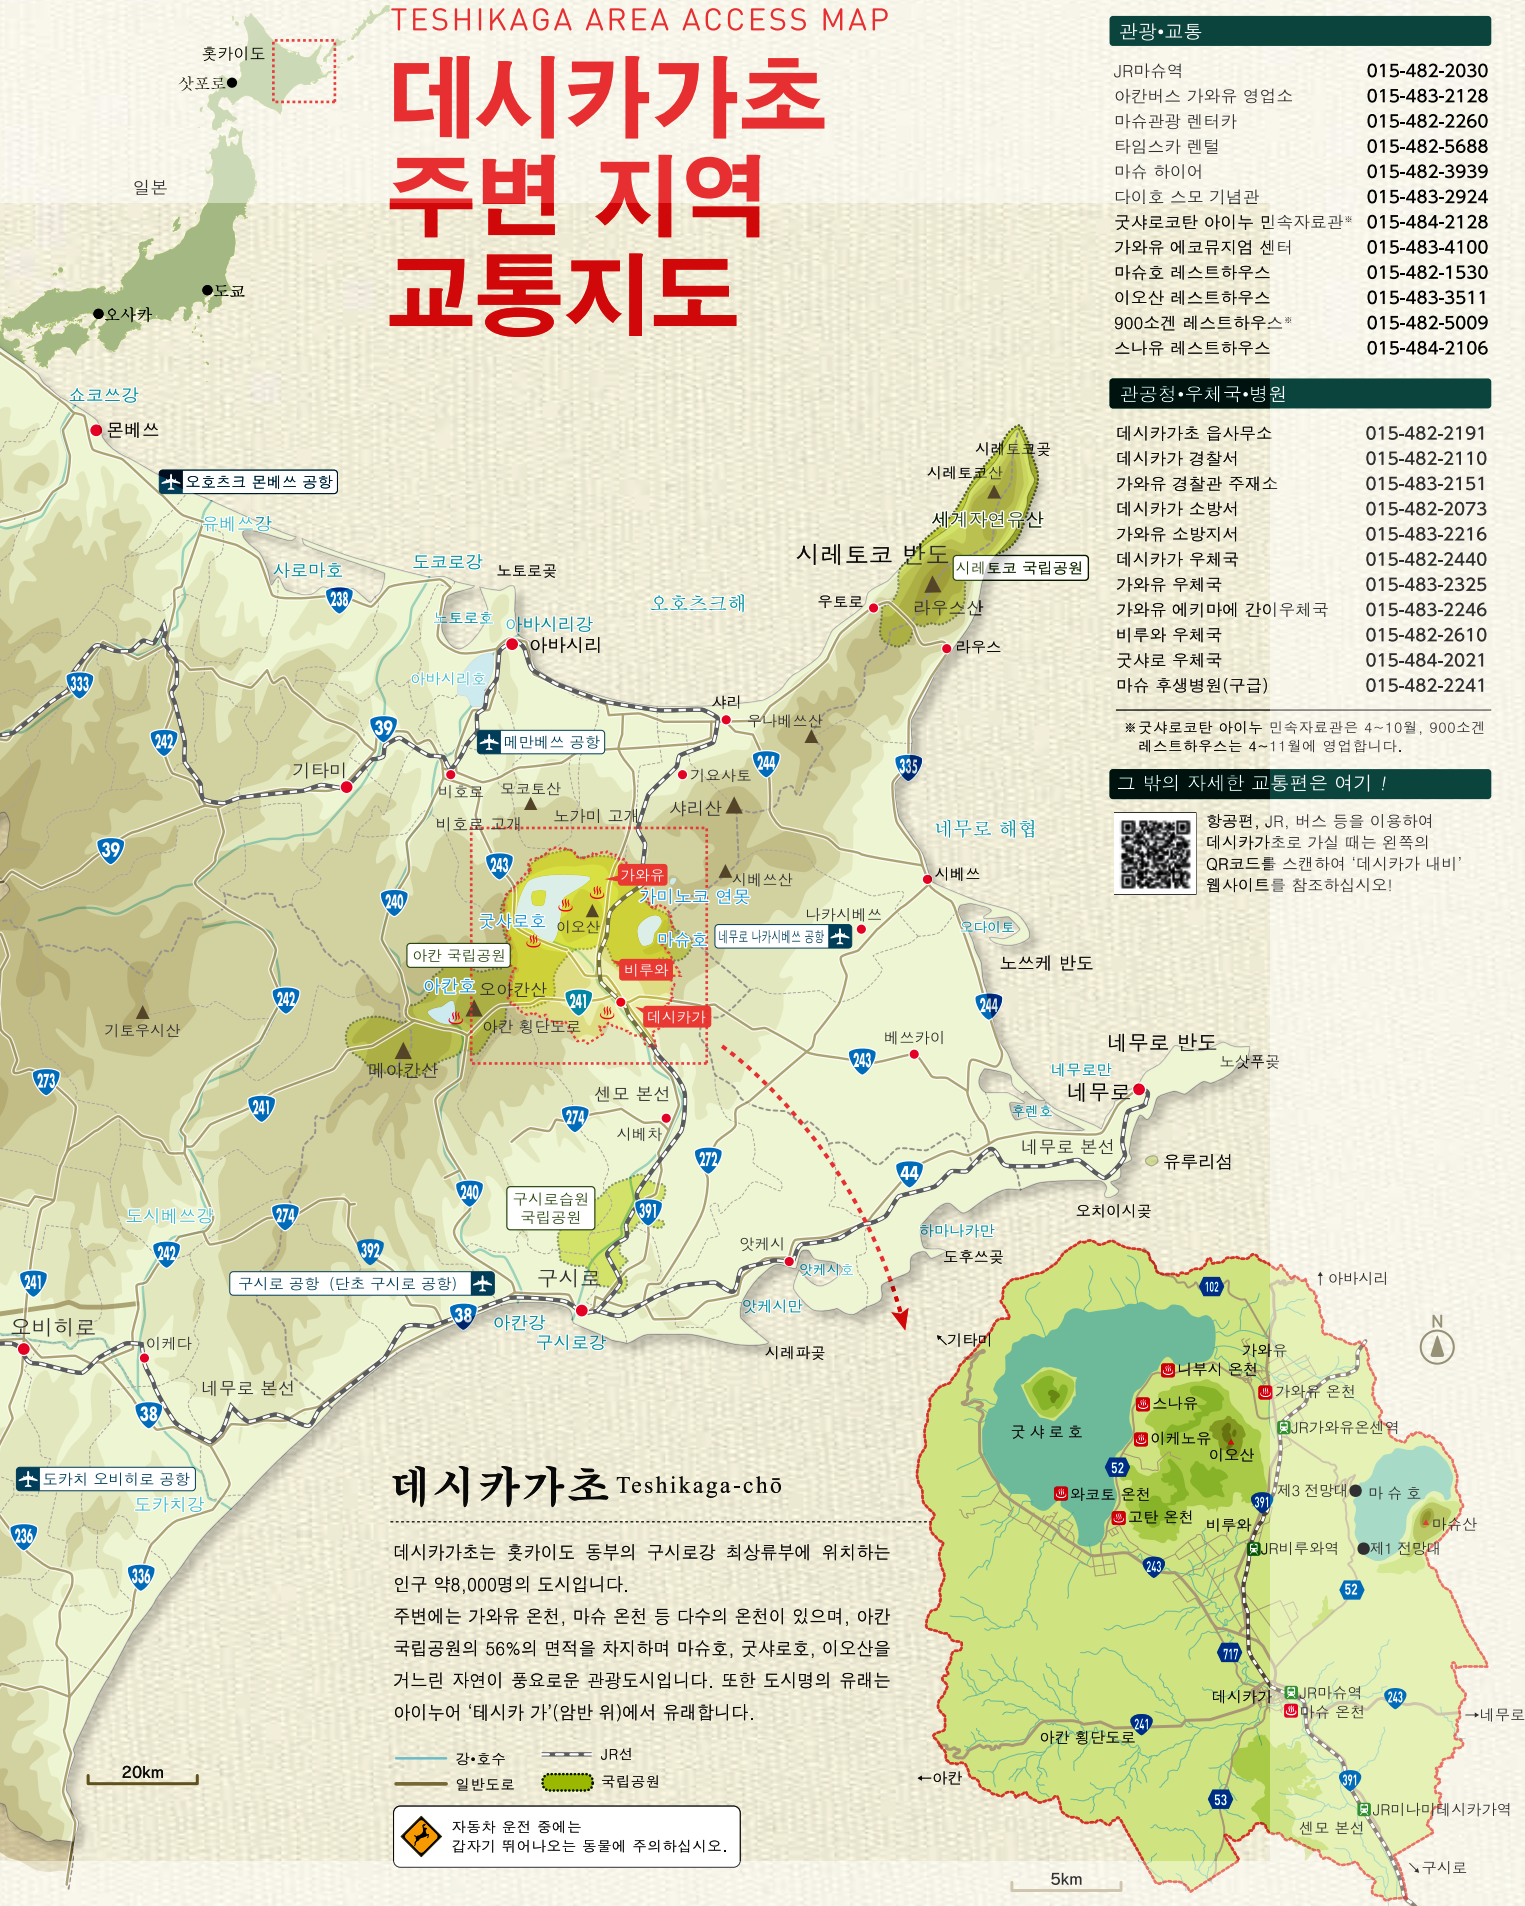 TESHIKAGA AREA ACCESS MAP
데시카가초
주변 지역
교통지도
홋카이도
삿포로
일본
도쿄
오사카
관광•교통
JR마슈역 015-482-2030
아칸버스 가와유 영업소 015-483-2128
마슈관광 렌터카 015-482-2260
타임스카 렌털 015-482-5688
마슈 하이어 015-482-3939
다이호 스모 기념관 015-483-2924
굿샤로코탄 아이누 민속자료관※ 015-484-2128
가와유 에코뮤지엄 센터 015-483-4100
마슈호 레스트하우스 015-482-1530
이오산 레스트하우스 015-483-3511
900소겐 레스트하우스※ 015-482-5009
스나유 레스트하우스 015-484-2106
관공청•우체국•병원
데시카가초 읍사무소 015-482-2191
데시카가 경찰서 015-482-2110
가와유 경찰관 주재소 015-483-2151
데시카가 소방서 015-482-2073
가와유 소방지서 015-483-2216
데시카가 우체국 015-482-2440
가와유 우체국 015-483-2325
가와유 에키마에 간이우체국 015-483-2246
비루와 우체국 015-482-2610
굿샤로 우체국 015-484-2021
마슈 후생병원(구급) 015-482-2241
※굿샤로코탄 아이누 민속자료관은 4~10월, 900소겐
레스트하우스는 4~11월에 영업합니다.
그 밖의 자세한 교통편은 여기 !
항공편, JR, 버스 등을 이용하여
데시카가초로 가실 때는 왼쪽의
QR코드를 스캔하여 ‘데시카가 내비’
웹사이트를 참조하십시오!
쇼코쓰강
몬베쓰
오호츠크 몬베쓰 공항
유베쓰강
사로마호
238
도코로강
노토로곶
노토로호
아바시리강
아바시리
아바시리호
오호츠크해
시레토코곶
시레토코산
세계자연유산
시레토코 반도
시레토코 국립공원
우토로
라우스산
라우스
333
242
39
기타미
메만베쓰 공항
비호로
모코토산
비호로 고개
노가미 고개
샤리
우나베쓰산
기요사토
244
샤리산
335
네무로 해협
39
243
240
가와유
가미노코 연못
시베쓰산
시베쓰
굿샤로호
이오산
마슈호
나카시베쓰
네무로 나카시베쓰 공항
오다이토
노쓰케 반도
아칸 국립공원
비루와
아칸호
오아칸산
241
데시카가
아칸 횡단도로
메아칸산
242
244
기토우시산
273
241
센모 본선
274
시베차
272
243
베쓰카이
네무로 반도
노삿푸곶
네무로만
네무로
후렌호
네무로 본선
유루리섬
44
오치이시곶
구시로습원
국립공원
391
240
도시베쓰강
274
242
392
구시로 공항 (단초 구시로 공항)
구시로
앗케시
앗케시호
앗케시만
하마나카만
도후쓰곶
시레파곶
241
38
아칸강
구시로강
오비히로
이케다
네무로 본선
38
도카치 오비히로 공항
도카치강
236
336
20km
데시카가초 Teshikaga-chō
데시카가초는 홋카이도 동부의 구시로강 최상류부에 위치하는
인구 약8,000명의 도시입니다.
주변에는 가와유 온천, 마슈 온천 등 다수의 온천이 있으며, 아칸
국립공원의 56%의 면적을 차지하며 마슈호, 굿샤로호, 이오산을
거느린 자연이 풍요로운 관광도시입니다. 또한 도시명의 유래는
아이누어 ‘테시카 가’(암반 위)에서 유래합니다.
강•호수
JR선
일반도로
국립공원
자동차 운전 중에는
갑자기 뛰어나오는 동물에 주의하십시오.
102
↑아바시리
N
↖기타미
가와유
니부시 온천
가와유 온천
스나유
JR가와유온센역
굿샤로호
이케노유
이오산
52
391
제3 전망대
마슈호
와코토 온천
고탄 온천
비루와
마슈산
JR비루와역
제1 전망대
243
52
717
데시카가
JR마슈역
마슈 온천
243
→네무로
241
아칸 횡단도로
←아칸
53
391
JR미나미데시카가역
센모 본선
↘구시로
5km